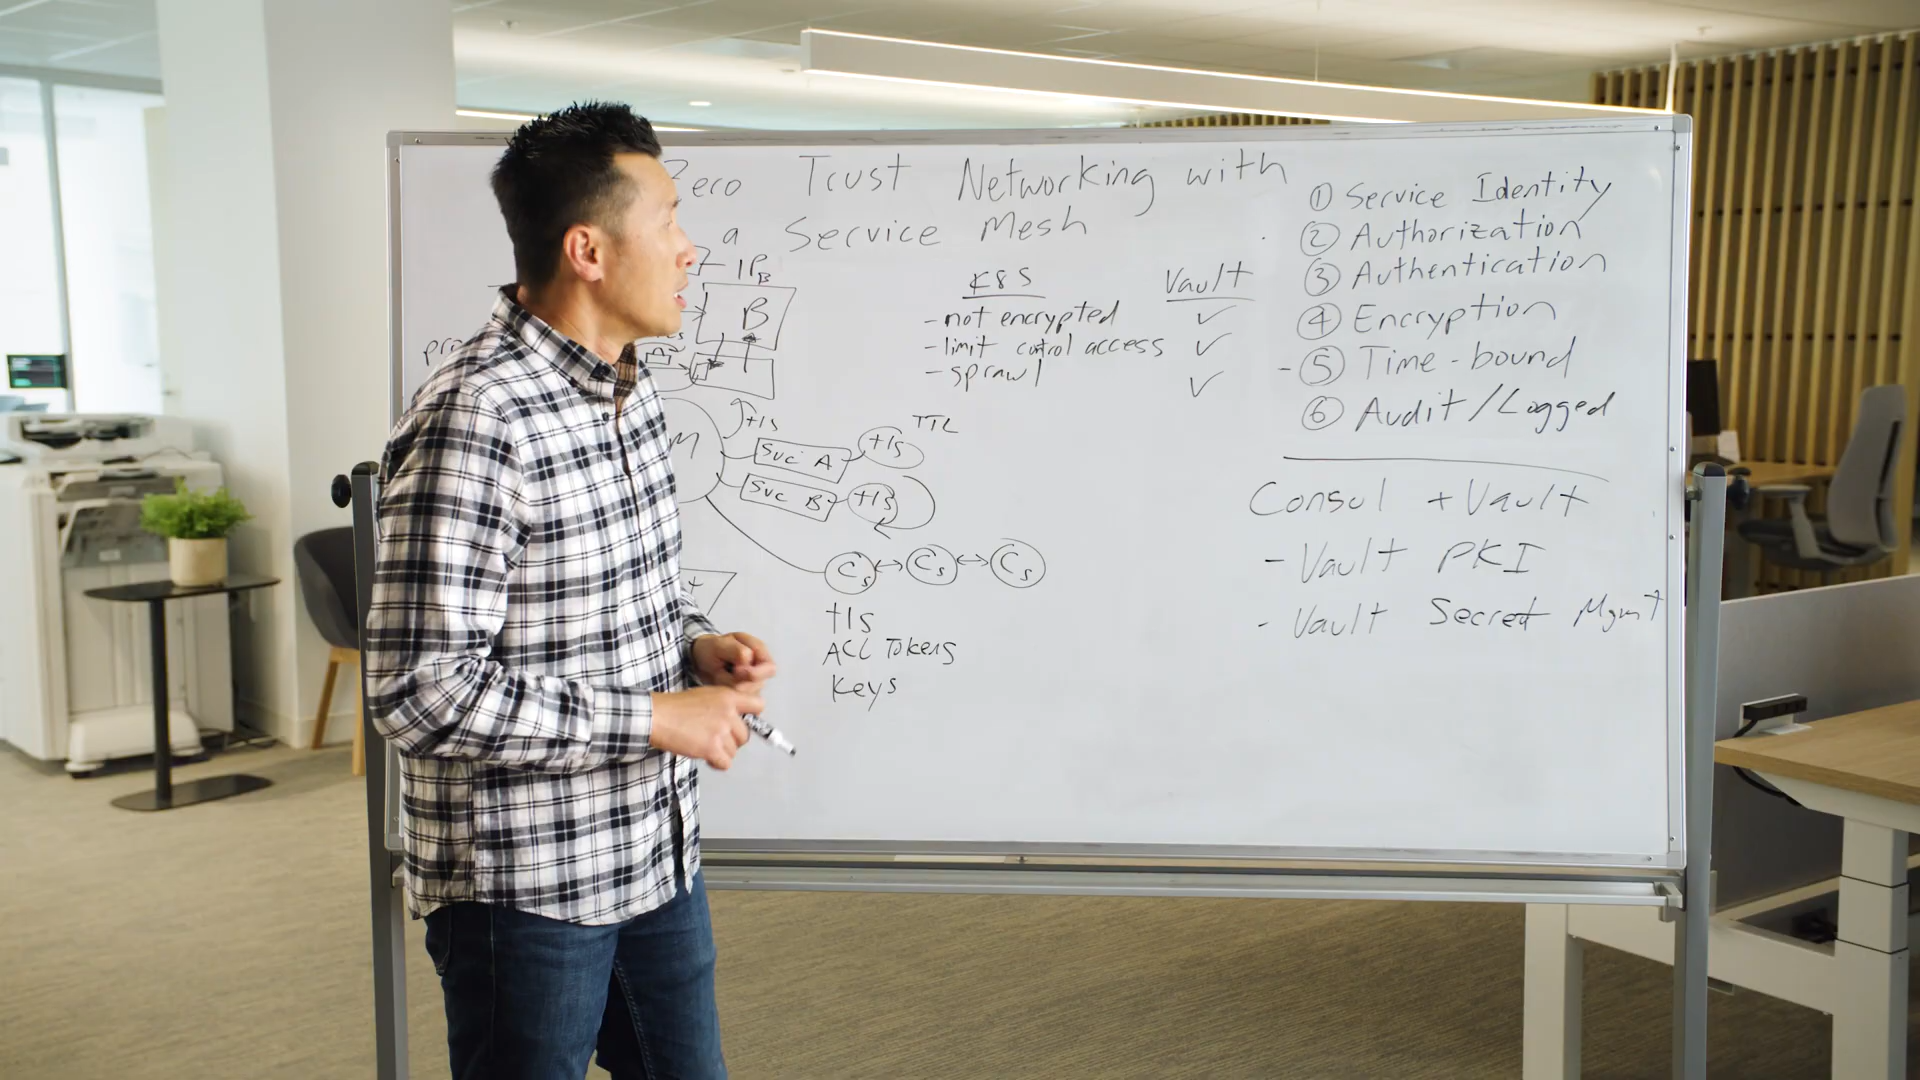 Zero Trust Networking with
a Service Mesh
IPB
B
tls
M
Svc A
tls
TTL
Svc B
tls
Cs
Cs
Cs
tls
ACL Tokens
Keys
K8S
- not encrypted
- limit control access
- sprawl
Vault
✓
✓
✓
① Service Identity
② Authorization
③ Authentication
④ Encryption
- ⑤ Time-bound
⑥ Audit/Logged
Consul + Vault
- Vault PKI
- Vault Secret Mgmt